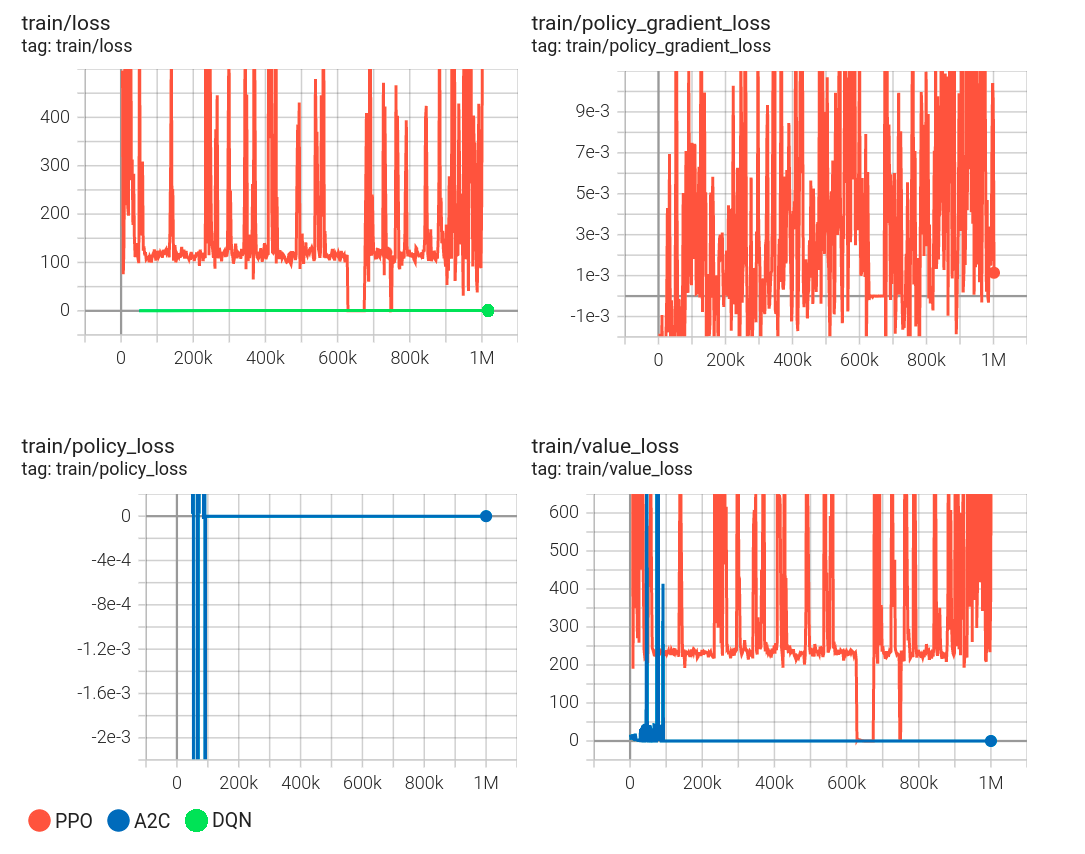 train/loss
tag: train/loss
400
300
200
100
0
0 200k 400k 600k 800k 1M
train/policy_gradient_loss
tag: train/policy_gradient_loss
9e-3
7e-3
5e-3
3e-3
1e-3
-1e-3
0 200k 400k 600k 800k 1M
train/policy_loss
tag: train/policy_loss
0
-4e-4
-8e-4
-1.2e-3
-1.6e-3
-2e-3
0 200k 400k 600k 800k 1M
train/value_loss
tag: train/value_loss
600
500
400
300
200
100
0
0 200k 400k 600k 800k 1M
PPO A2C DQN